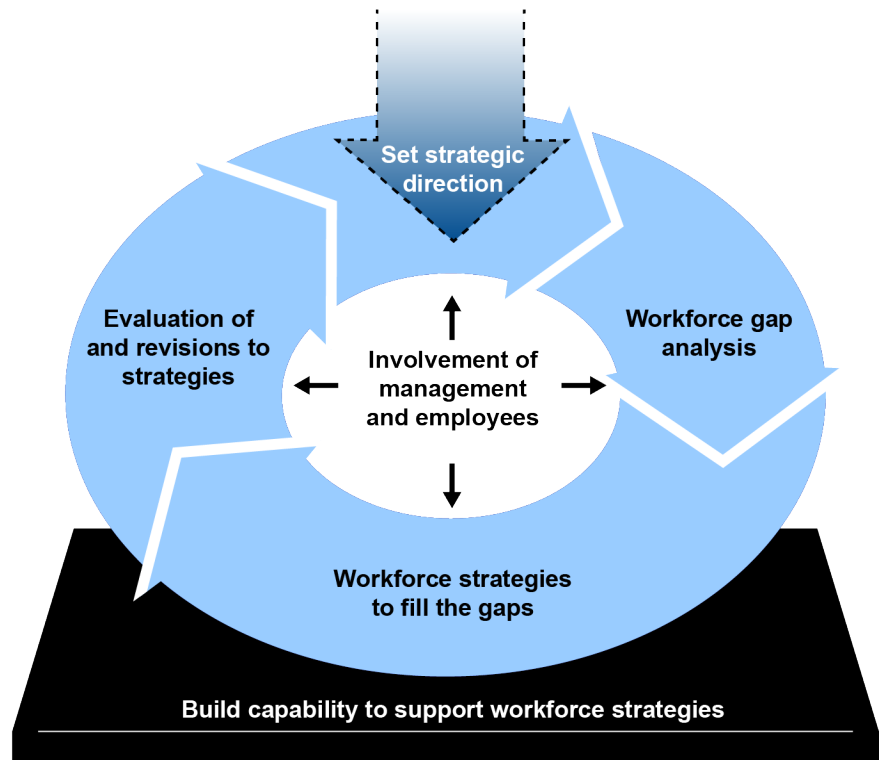 Set strategic
direction
Workforce gap
analysis
Evaluation of
and revisions to
strategies
Involvement of
management
and employees
Workforce strategies
to fill the gaps
Build capability to support workforce strategies